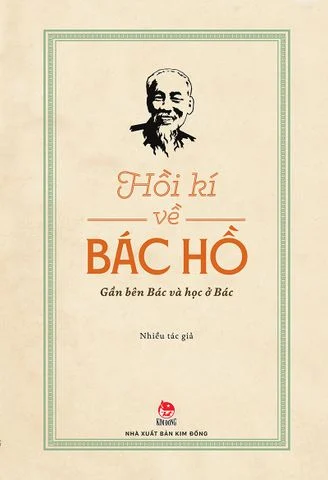 Hồi kí
về
BÁC HỒ
Gần bên Bác và học ở Bác
Nhiều tác giả
KIM ĐỒNG
NHÀ XUẤT BẢN KIM ĐỒNG